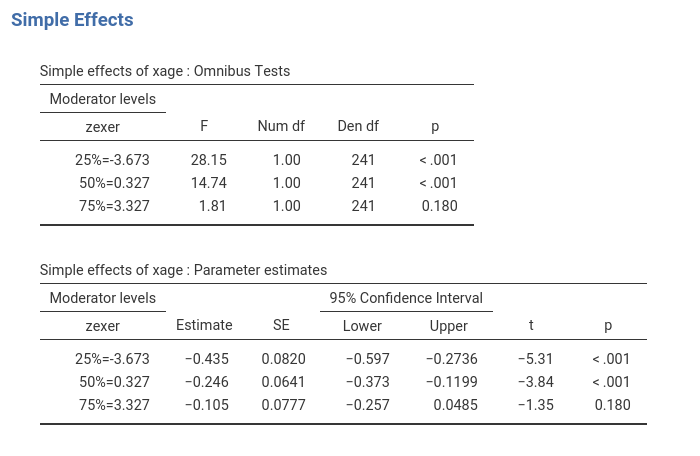 Simple Effects
Simple effects of xage : Omnibus Tests
Moderator levels
zexer F Num df Den df p
25%=-3.673 28.15 1.00 241 < .001
50%=0.327 14.74 1.00 241 < .001
75%=3.327 1.81 1.00 241 0.180
Simple effects of xage : Parameter estimates
Moderator levels 95% Confidence Interval
zexer Estimate SE Lower Upper t p
25%=-3.673 −0.435 0.0820 −0.597 −0.2736 −5.31 < .001
50%=0.327 −0.246 0.0641 −0.373 −0.1199 −3.84 < .001
75%=3.327 −0.105 0.0777 −0.257 0.0485 −1.35 0.180